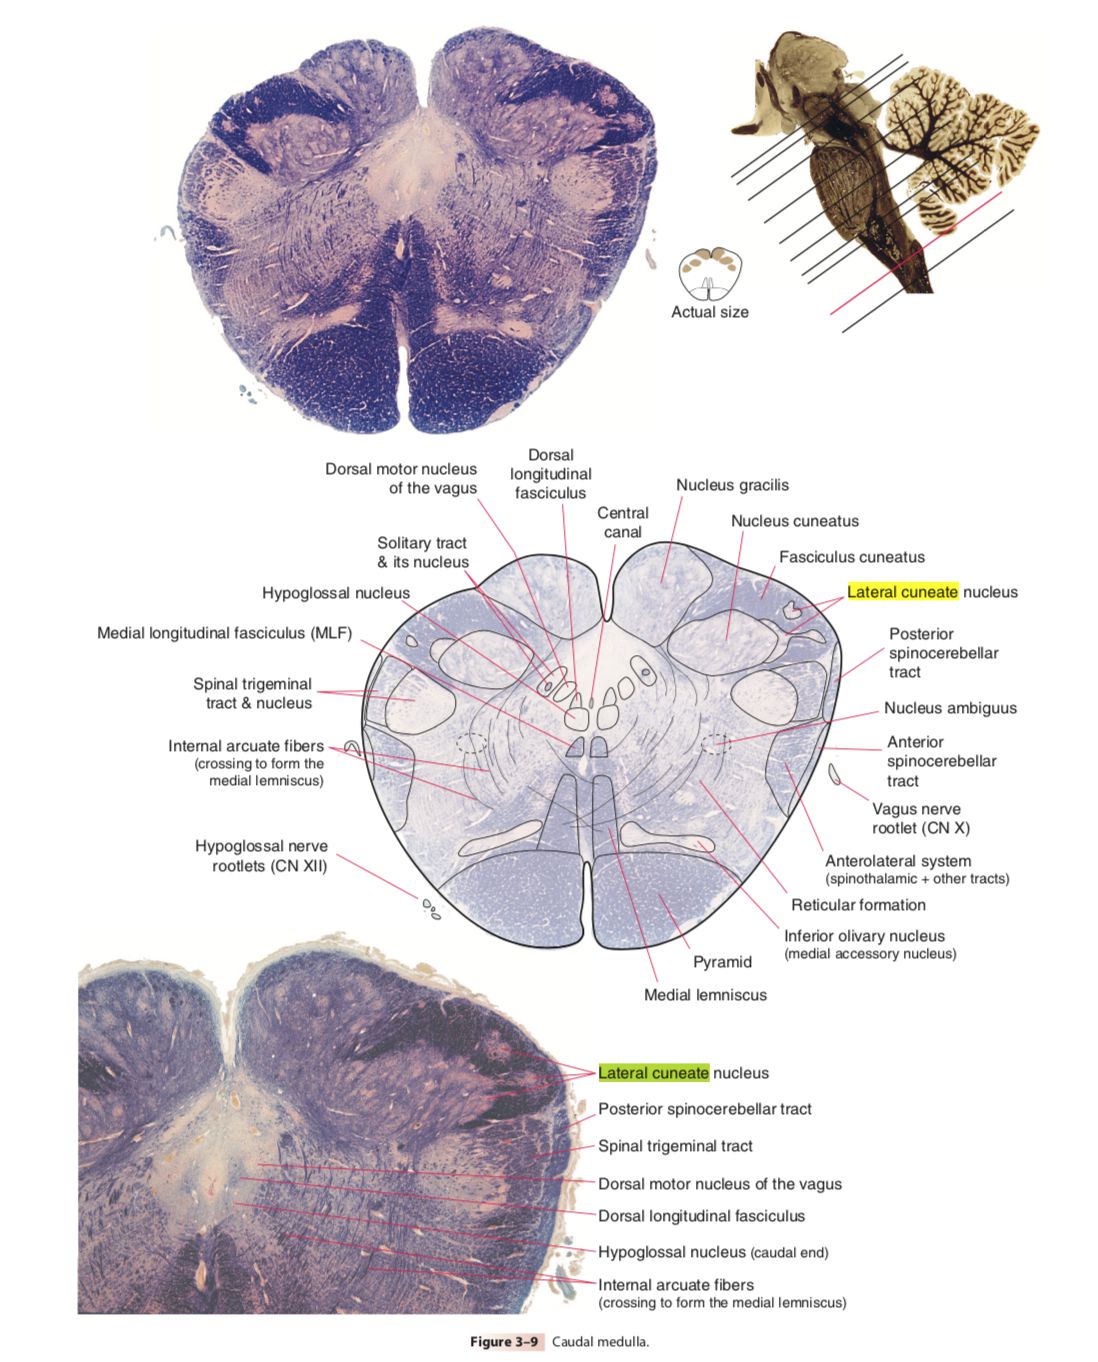 Actual size
Dorsal motor nucleus
of the vagus
Dorsal
longitudinal
fasciculus
Central
canal
Nucleus gracilis
Nucleus cuneatus
Fasciculus cuneatus
Lateral cuneate nucleus
Solitary tract
& its nucleus
Hypoglossal nucleus
Medial longitudinal fasciculus (MLF)
Spinal trigeminal
tract & nucleus
Internal arcuate fibers
(crossing to form the
medial lemniscus)
Hypoglossal nerve
rootlets (CN XII)
Posterior
spinocerebellar
tract
Nucleus ambiguus
Anterior
spinocerebellar
tract
Vagus nerve
rootlet (CN X)
Anterolateral system
(spinothalamic + other tracts)
Reticular formation
Inferior olivary nucleus
(medial accessory nucleus)
Pyramid
Medial lemniscus
Lateral cuneate nucleus
Posterior spinocerebellar tract
Spinal trigeminal tract
Dorsal motor nucleus of the vagus
Dorsal longitudinal fasciculus
Hypoglossal nucleus (caudal end)
Internal arcuate fibers
(crossing to form the medial lemniscus)
Figure 3–9 Caudal medulla.